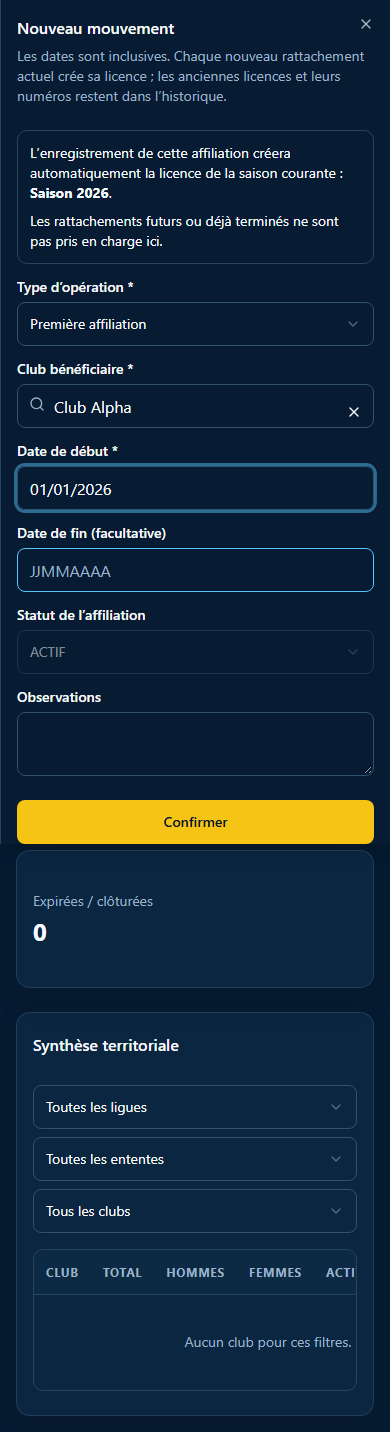 Nouveau mouvement
Les dates sont inclusives. Chaque nouveau rattachement
actuel crée sa licence ; les anciennes licences et leurs
numéros restent dans l’historique.
L’enregistrement de cette affiliation créera
automatiquement la licence de la saison courante :
Saison 2026.
Les rattachements futurs ou déjà terminés ne sont
pas pris en charge ici.
Type d’opération *
Première affiliation
Club bénéficiaire *
Club Alpha
Date de début *
01/01/2026
Date de fin (facultative)
JJMMAAAA
Statut de l’affiliation
ACTIF
Observations
Confirmer
Expirées / clôturées
0
Synthèse territoriale
Toutes les ligues
Toutes les ententes
Tous les clubs
CLUB TOTAL HOMMES FEMMES ACTI
Aucun club pour ces filtres.